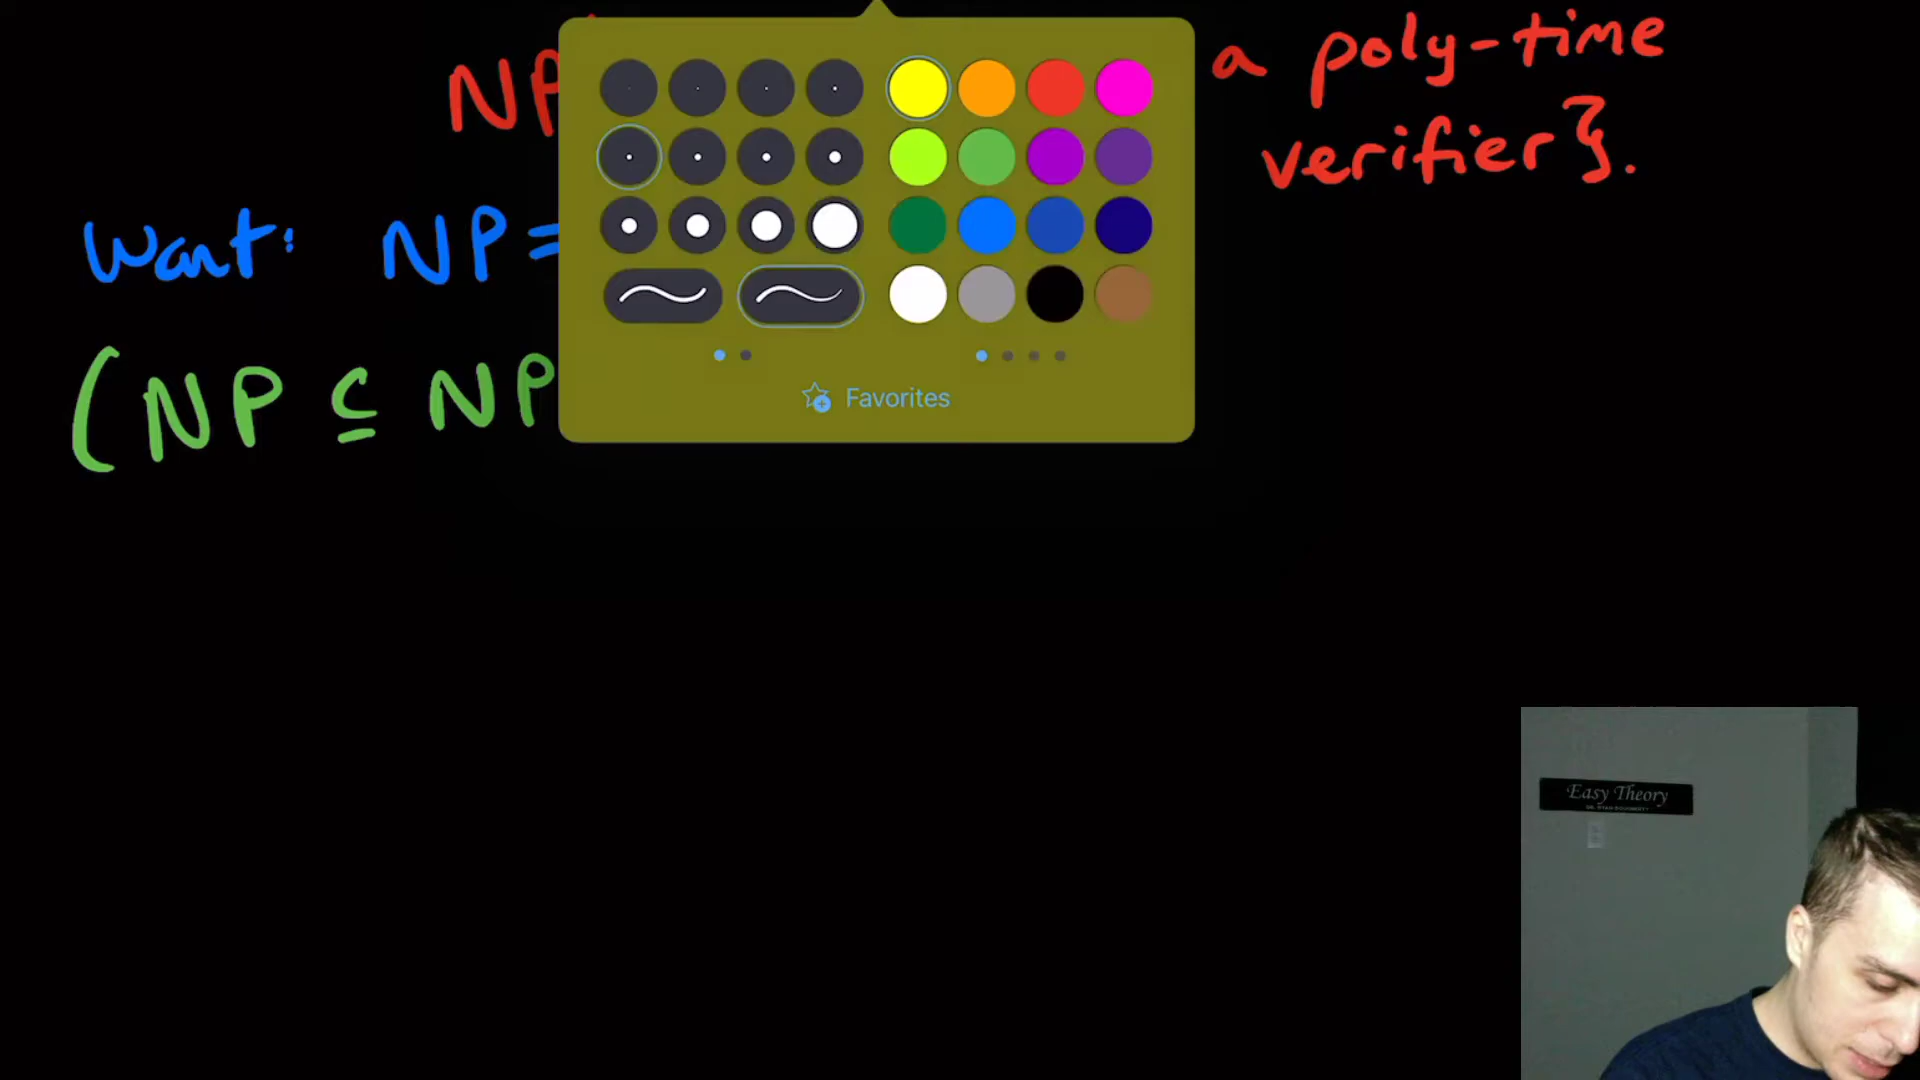 NP a poly-time
verifier}.
Want: NP =
(NP ⊆ NP
Favorites
Easy Theory